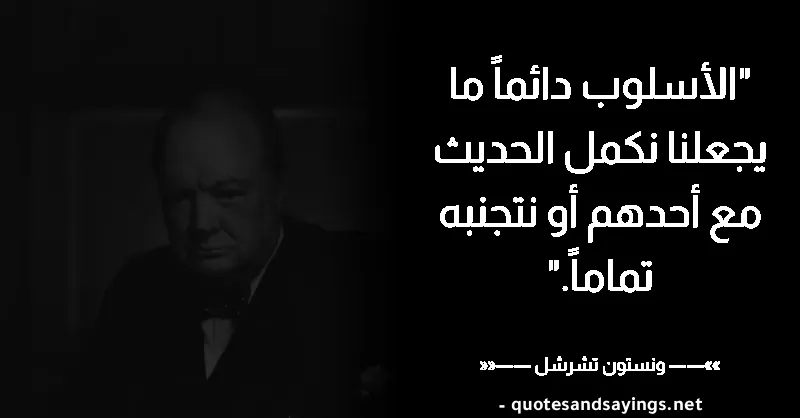 "الأسلوب دائماً ما
يجعلنا نكمل الحديث
مع أحدهم أو نتجنبه
تماماً."
»»—— ونستون تشرشل ——««
- quotesandsayings.net